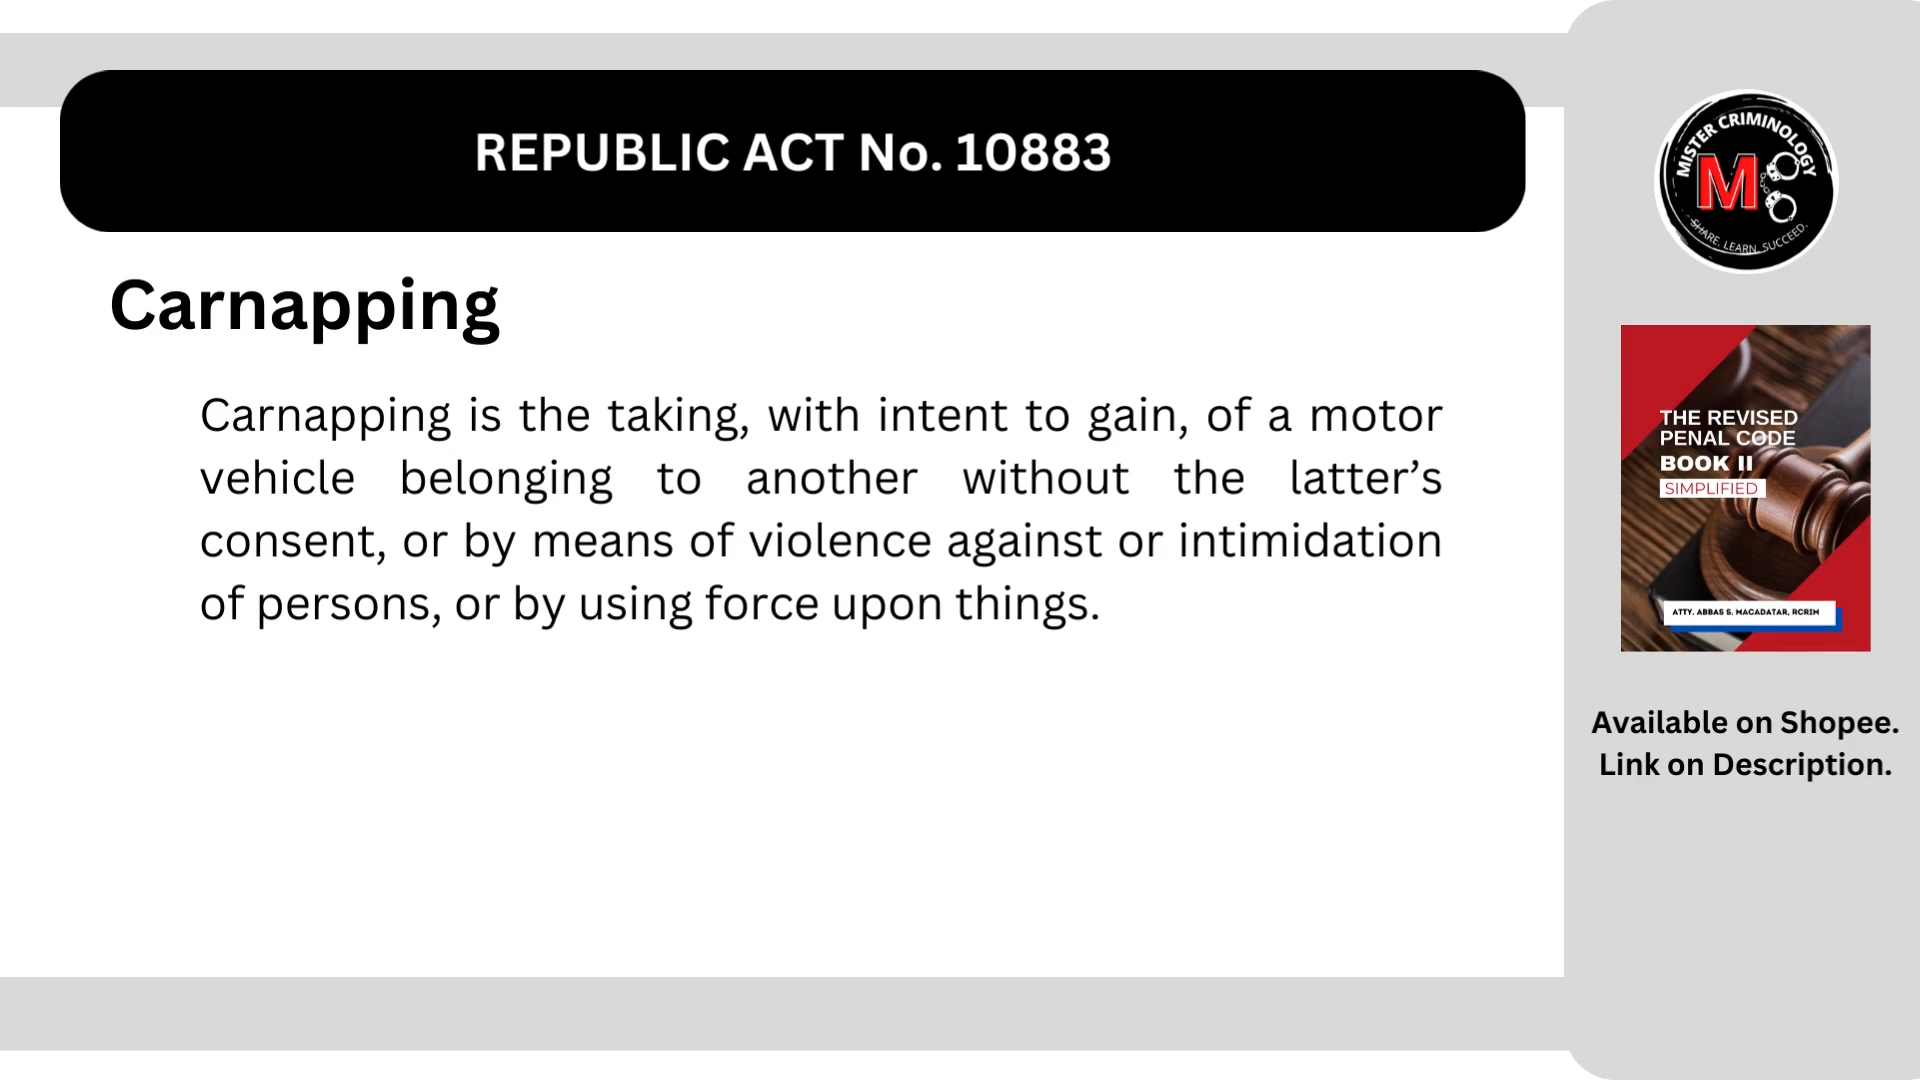 REPUBLIC ACT No. 10883
Carnapping
Carnapping is the taking, with intent to gain, of a motor
vehicle belonging to another without the latter’s
consent, or by means of violence against or intimidation
of persons, or by using force upon things.
MISTER CRIMINOLOGY
M
SHARE. LEARN. SUCCEED.
THE REVISED
PENAL CODE
BOOK II
SIMPLIFIED
ATTY. ABBAS S. MACADATAR, RCRIM
Available on Shopee.
Link on Description.